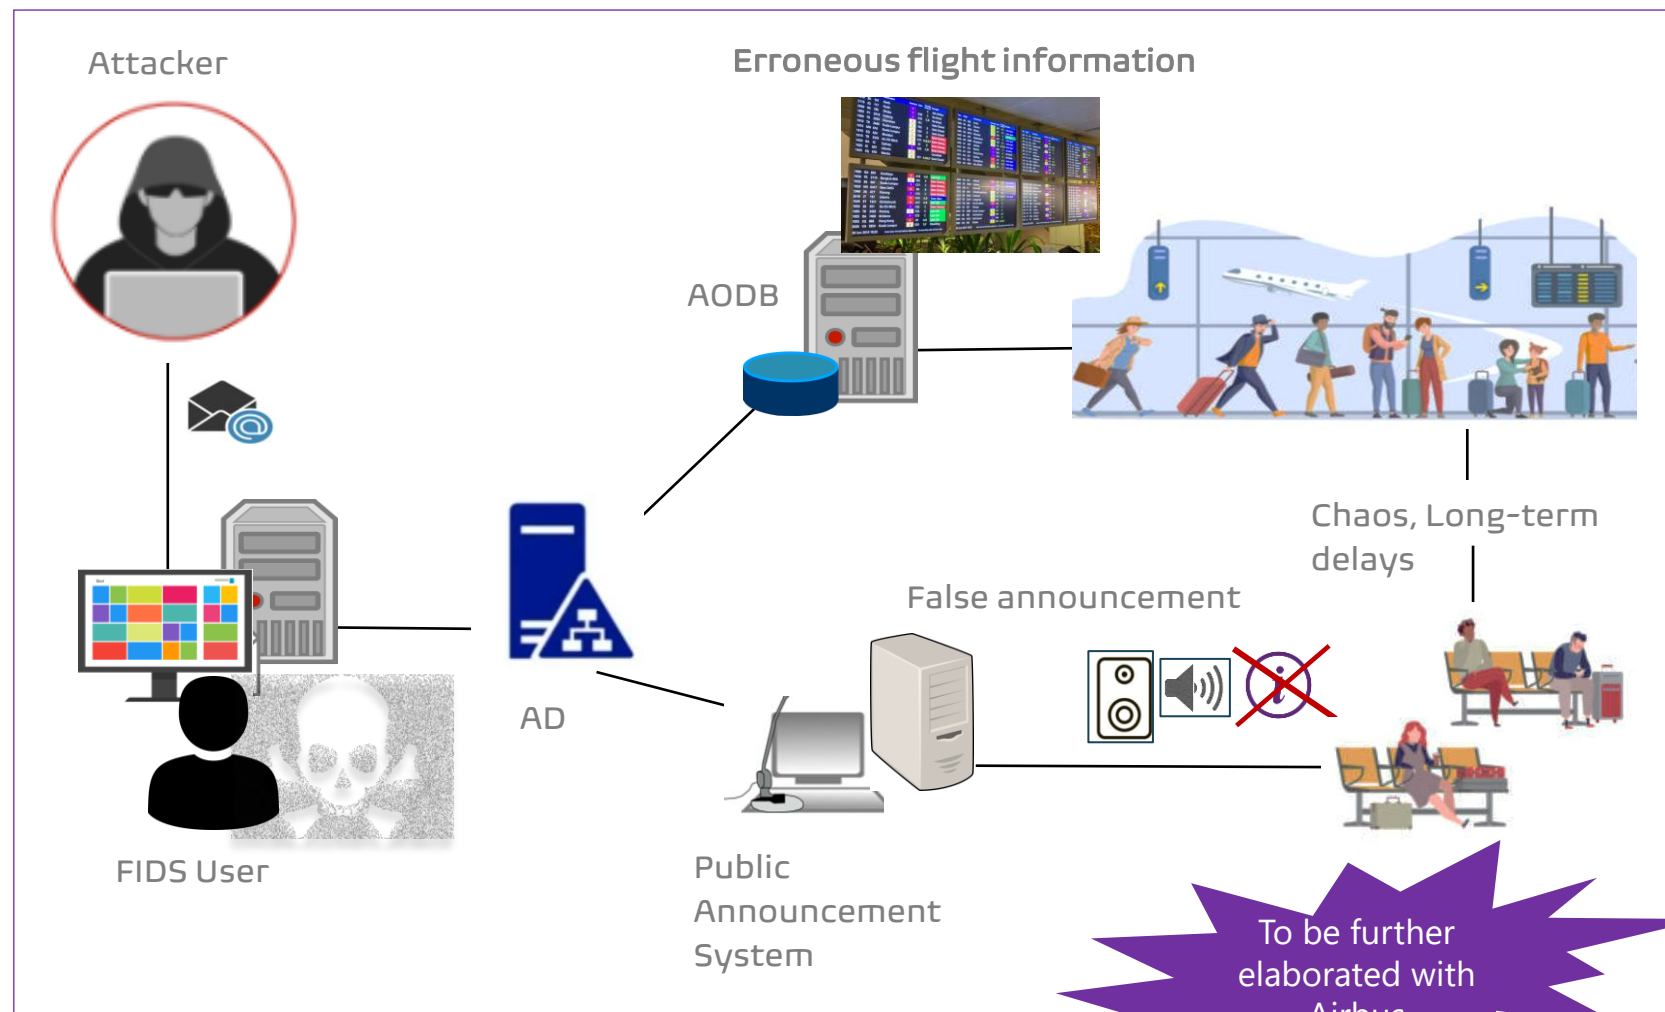 Attacker
Erroneous flight information
AODB
Chaos, Long-term
delays
False announcement
AD
FIDS User
Public
Announcement
System
To be further
elaborated with
Airbus